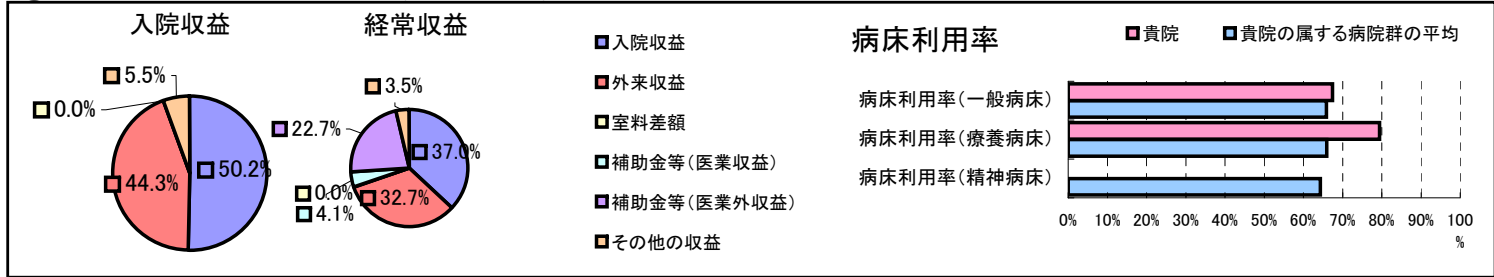 入院収益
5.5%
0.0%
50.2%
44.3%
経常収益
3.5%
22.7%
37.0%
0.0%
4.1%
32.7%
入院収益
外来収益
室料差額
補助金等(医業収益)
補助金等(医業外収益)
その他の収益
病床利用率
貴院 貴院の属する病院群の平均
病床利用率(一般病床)
病床利用率(療養病床)
病床利用率(精神病床)
0% 10% 20% 30% 40% 50% 60% 70% 80% 90% 100
%